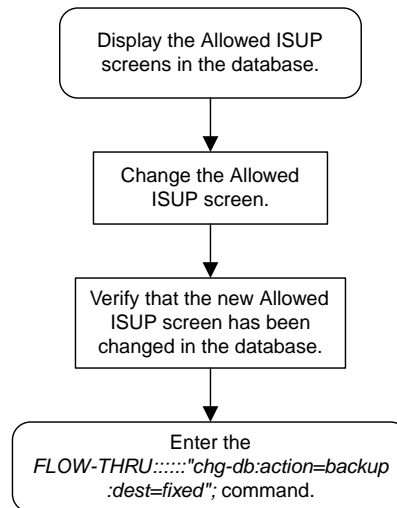 Display the Allowed ISUP
screens in the database.
Change the Allowed
ISUP screen.
Verify that the new Allowed
ISUP screen has been
changed in the database.
Enter the
FLOW-THRU::::::"chg-db:action=backup
:dest=fixed"; command.